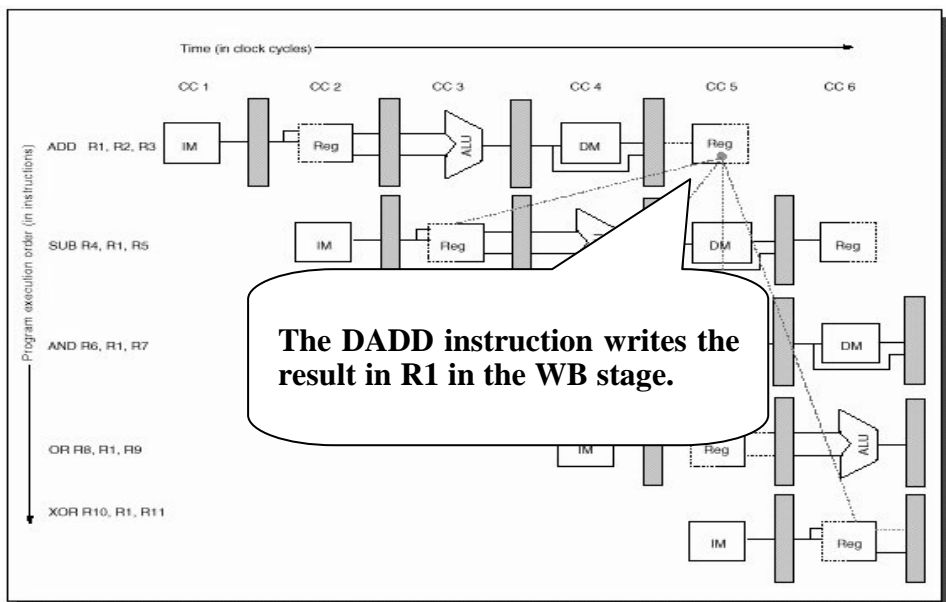 Time (in clock cycles)
CC 1 CC 2 CC 3 CC 4 CC 5 CC 6
Program execution order (in instructions)
ADD R1, R2, R3 IM Reg ALU DM Reg
SUB R4, R1, R5 IM Reg DM Reg
The DADD instruction writes the
result in R1 in the WB stage.
AND R6, R1, R7 DM
OR R8, R1, R9 IM Reg ALU
XOR R10, R1, R11
IM Reg